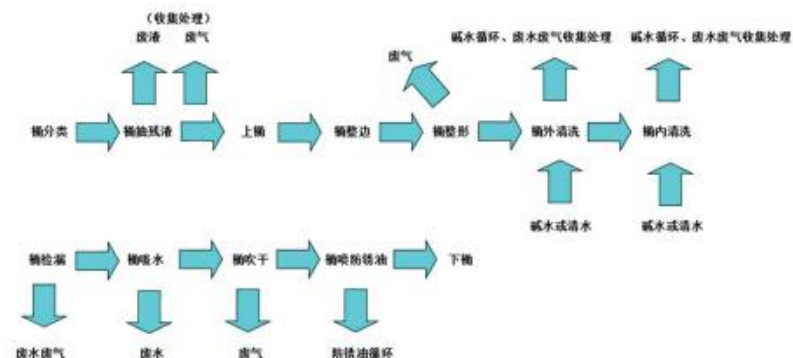 （收集处理）
废液 废气
碱水循环、废水废气收集处理 碱水循环、废水废气收集处理
废气
桶分类 桶抽残液 上桶 桶整边 桶整形 桶外清洗 桶内清洗
碱水或清水 碱水或清水
桶检漏 桶吸水 桶吹干 桶喷防锈油 下桶
废水废气 废水 废气 防锈油循环